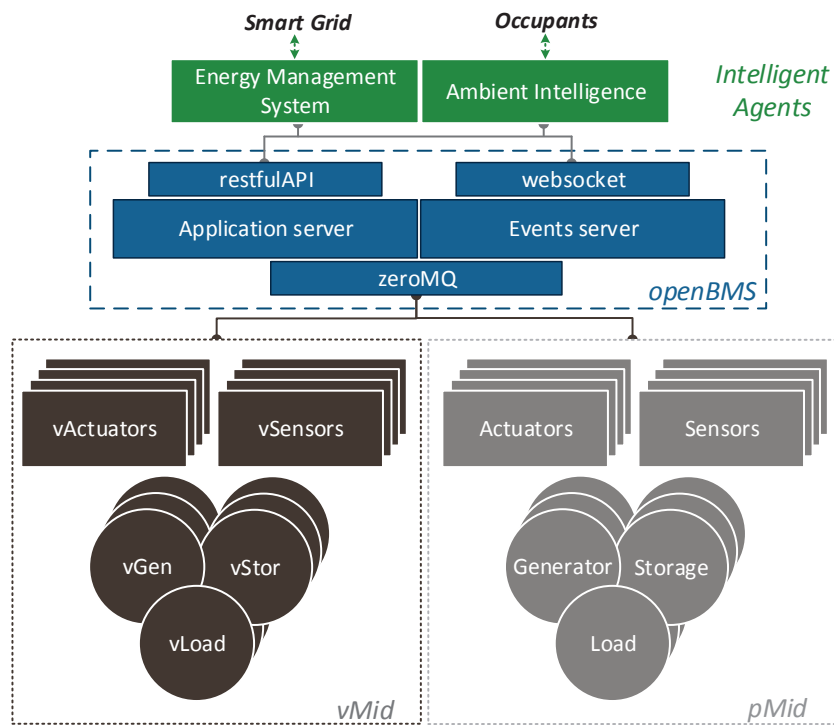 Smart Grid
Occupants
Energy Management
System
Ambient Intelligence
Intelligent
Agents
restfulAPI
websocket
Application server
Events server
zeroMQ
openBMS
vActuators
vSensors
Actuators
Sensors
vGen
vStor
Generator
Storage
vLoad
Load
vMid
pMid